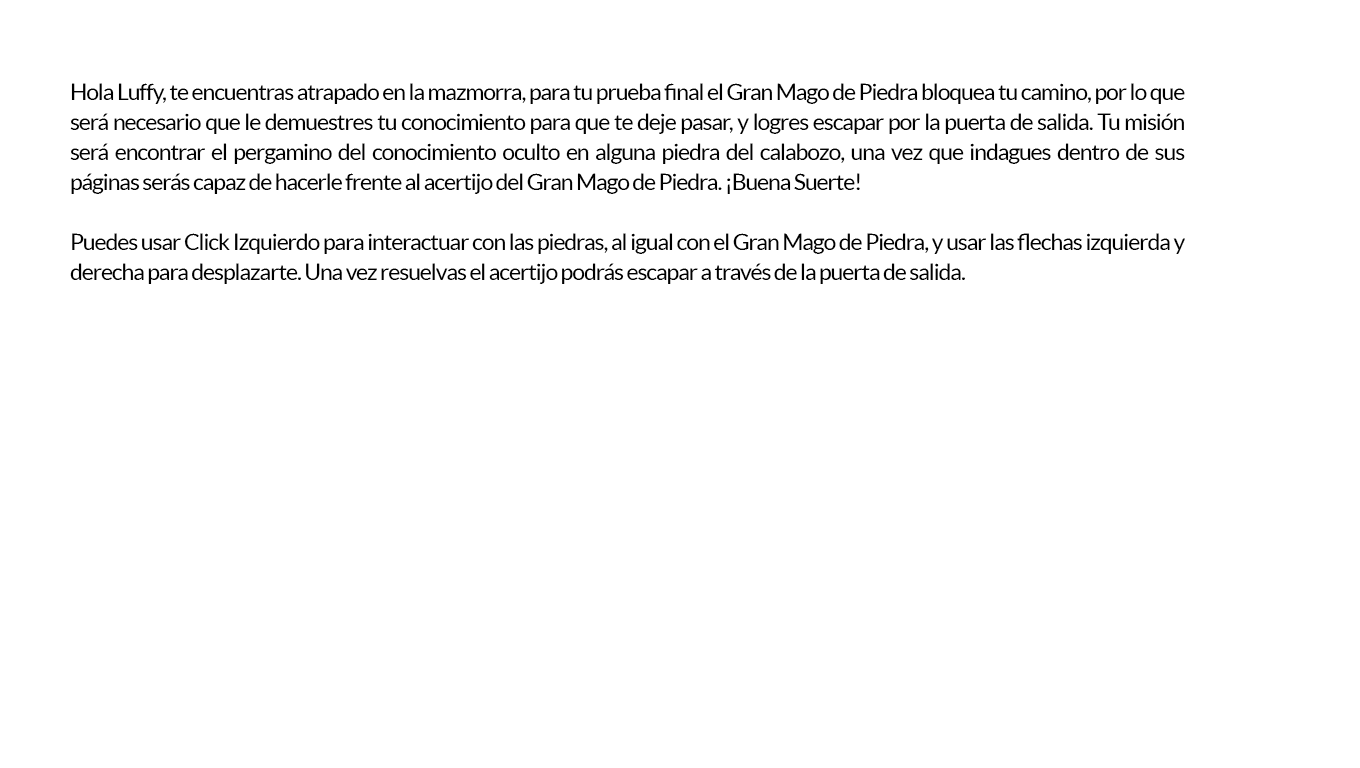 Hola Luffy, te encuentras atrapado en la mazmorra, para tu prueba final el Gran Mago de Piedra bloquea tu camino, por lo que
será necesario que le demuestres tu conocimiento para que te deje pasar, y logres escapar por la puerta de salida. Tu misión
será encontrar el pergamino del conocimiento oculto en alguna piedra del calabozo, una vez que indagues dentro de sus
páginas serás capaz de hacerle frente al acertijo del Gran Mago de Piedra. ¡Buena Suerte!
Puedes usar Click Izquierdo para interactuar con las piedras, al igual con el Gran Mago de Piedra, y usar las flechas izquierda y
derecha para desplazarte. Una vez resuelvas el acertijo podrás escapar a través de la puerta de salida.